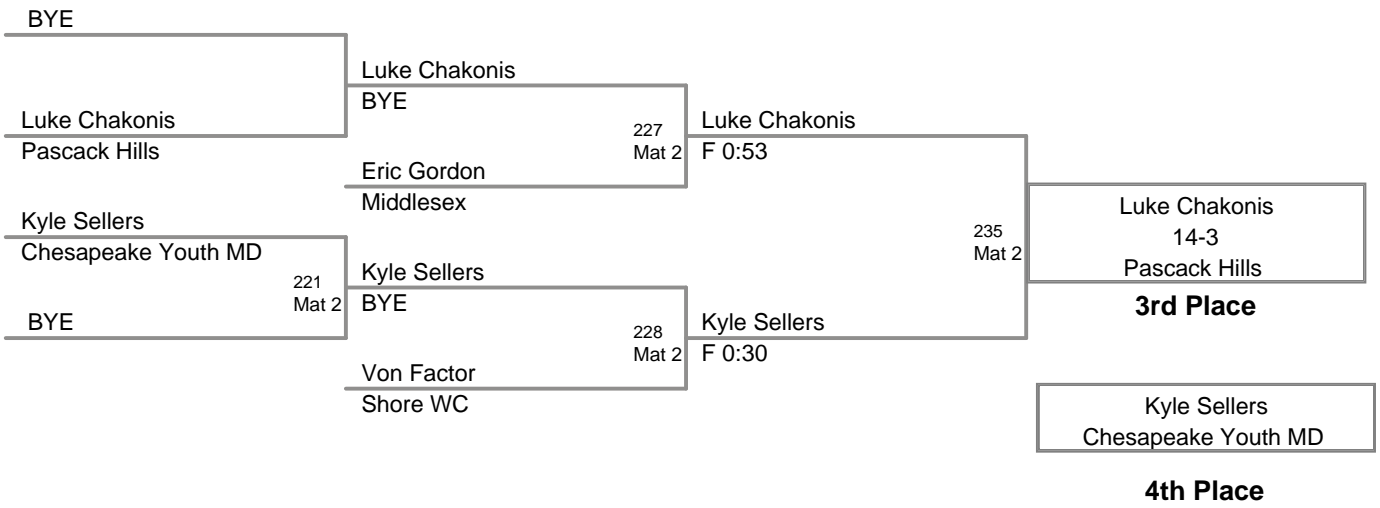 BYE
Luke Chakonis
BYE
Luke Chakonis
Pascack Hills
227
Mat 2
Luke Chakonis
F 0:53
Eric Gordon
Middlesex
Kyle Sellers
Chesapeake Youth MD
221
Mat 2
BYE
Kyle Sellers
BYE
228
Mat 2
Kyle Sellers
F 0:30
Von Factor
Shore WC
235
Mat 2
Luke Chakonis
14-3
Pascack Hills
3rd Place
Kyle Sellers
Chesapeake Youth MD
4th Place